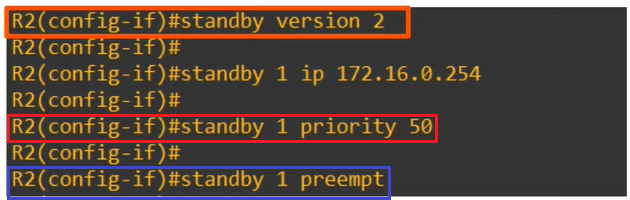 R2(config-if)#standby version 2
R2(config-if)#
R2(config-if)#standby 1 ip 172.16.0.254
R2(config-if)#
R2(config-if)#standby 1 priority 50
R2(config-if)#
R2(config-if)#standby 1 preempt